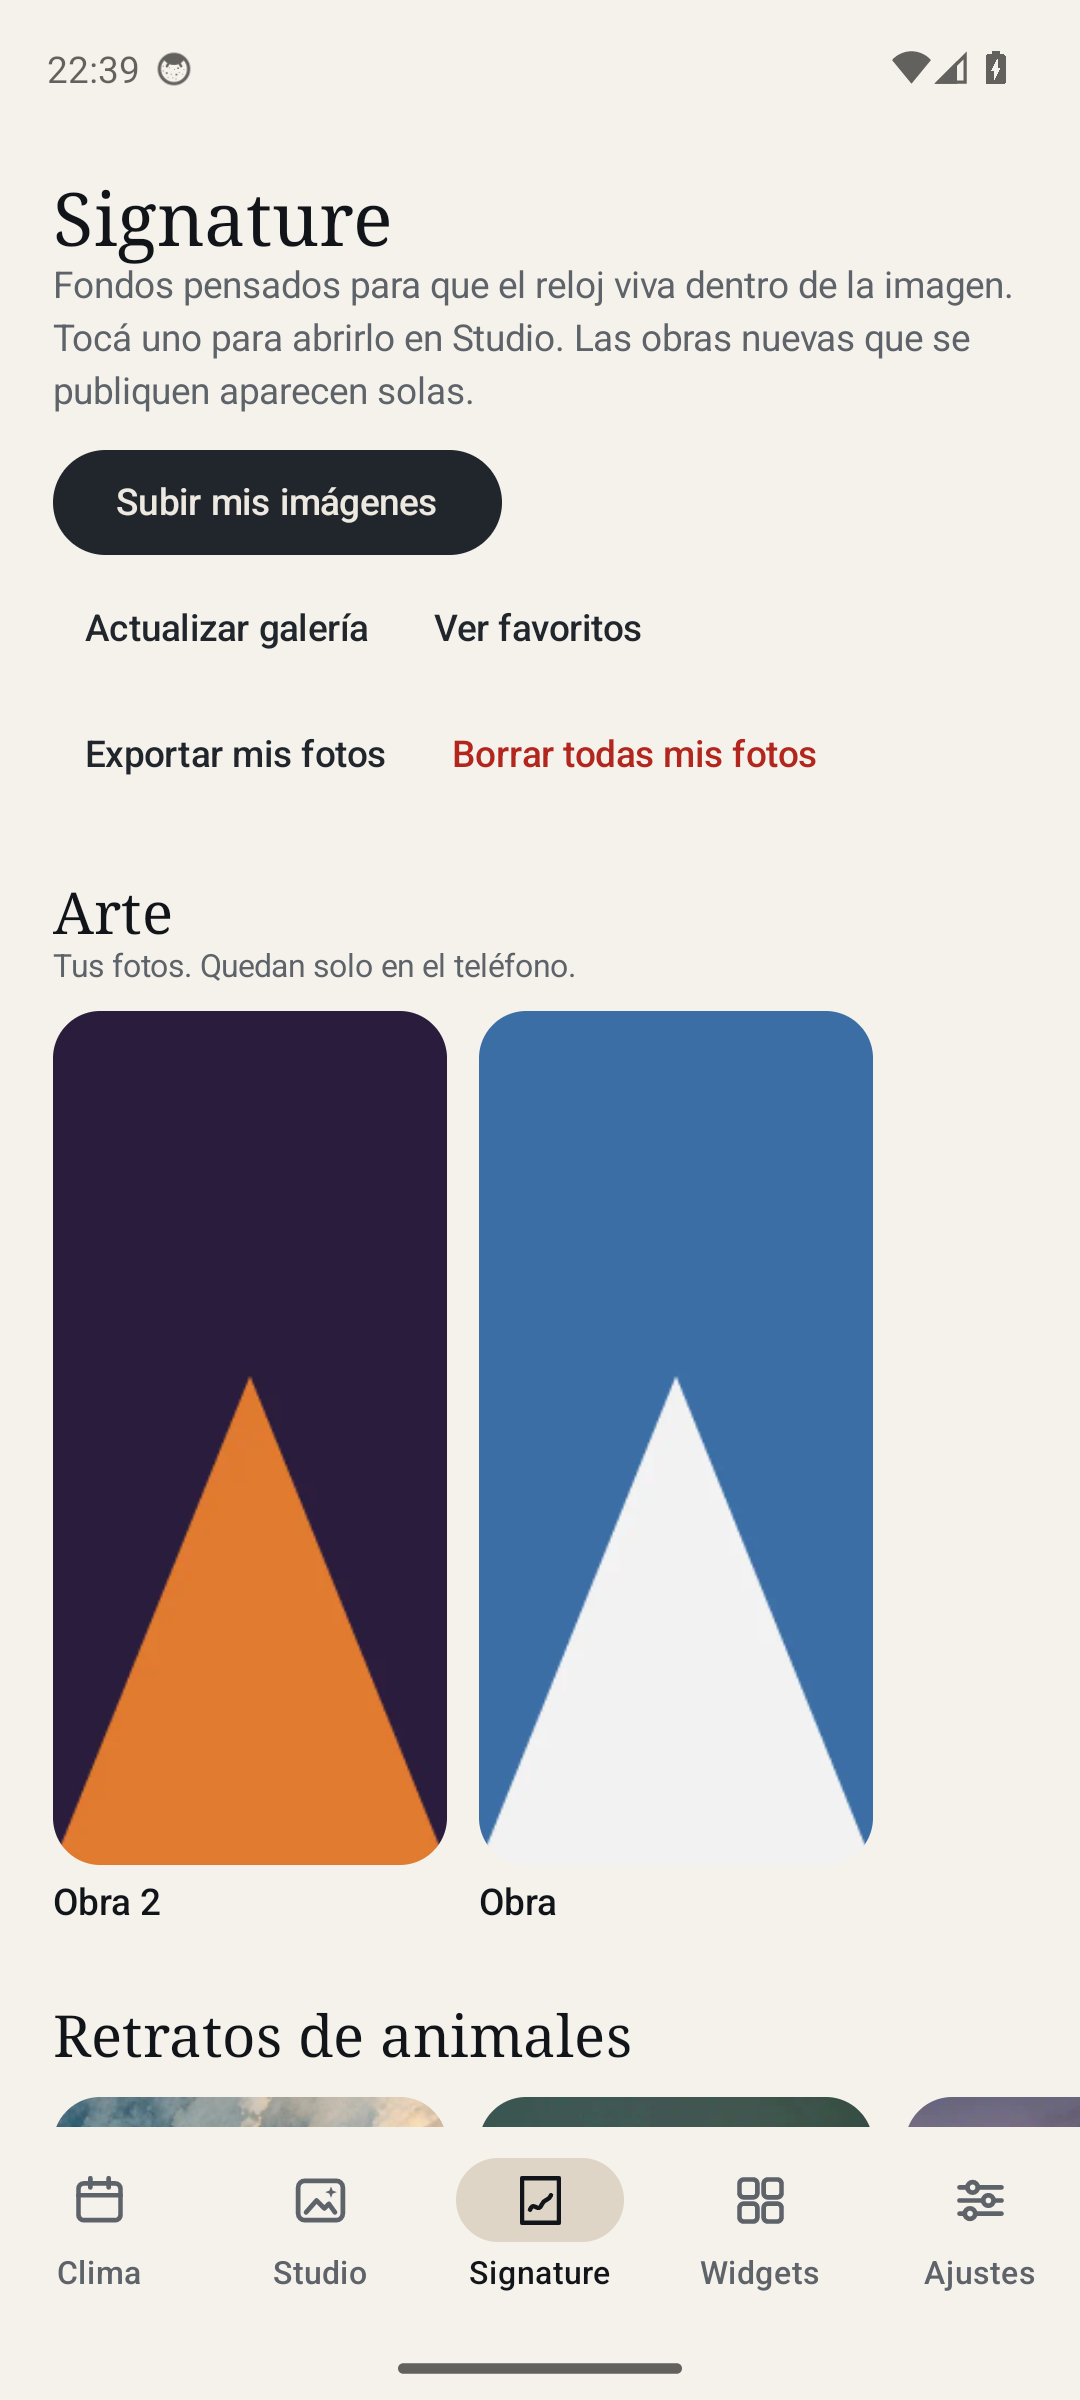 22:39
Signature
Fondos pensados para que el reloj viva dentro de la imagen.
Tocá uno para abrirlo en Studio. Las obras nuevas que se
publiquen aparecen solas.
Subir mis imágenes
Actualizar galería
Ver favoritos
Exportar mis fotos
Borrar todas mis fotos
Arte
Tus fotos. Quedan solo en el teléfono.
Obra 2
Obra
Retratos de animales
Clima
Studio
Signature
Widgets
Ajustes